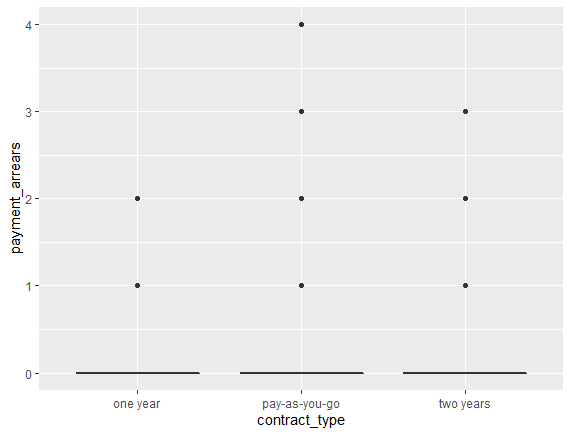 payment_arrears
4
3
2
1
0
one year
pay-as-you-go
two years
contract_type